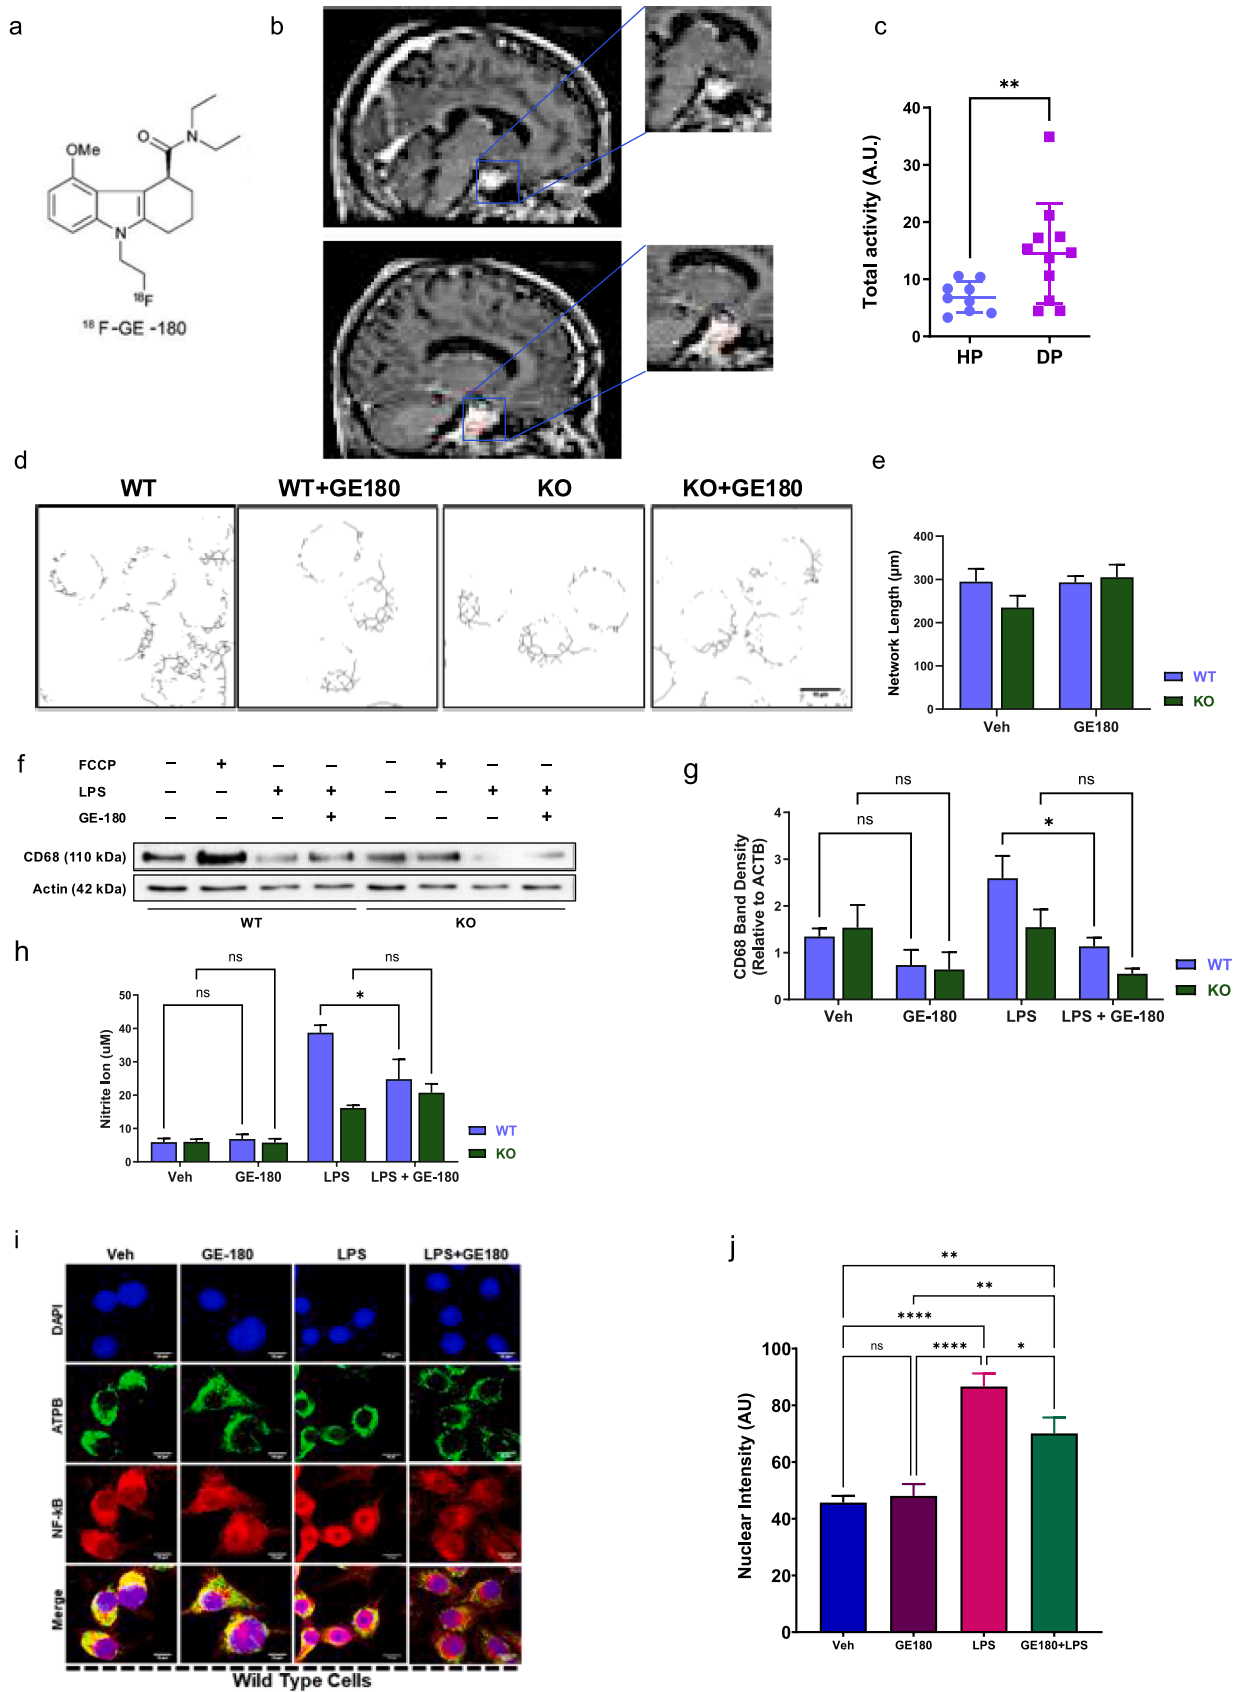 a
OMe
O
N
N
18F
18 F-GE -180
b
c
**
Total activity (A.U.)
40
30
20
10
0
HP
DP
d
WT
WT+GE180
KO
KO+GE180
e
Network Length (µm)
400
300
200
100
0
Veh
GE180
WT
KO
f
FCCP − + − − − + − −
LPS − − + + − − + +
GE-180 − − − + − − − +
CD68 (110 kDa)
Actin (42 kDa)
WT
KO
g
ns
ns
*
ns
CD68 Band Density
(Relative to ACTB)
4
3
2
1
0
Veh
GE-180
LPS
LPS + GE-180
WT
KO
h
ns
ns
ns
*
Nitrite Ion (uM)
50
40
30
20
10
0
Veh
GE-180
LPS
LPS + GE-180
WT
KO
i
Veh
GE-180
LPS
LPS+GE180
DAPI
ATPB
NF-kB
Merge
Wild Type Cells
j
**
**
****
ns
****
*
Nuclear Intensity (AU)
100
80
60
40
20
0
Veh
GE180
LPS
GE180+LPS